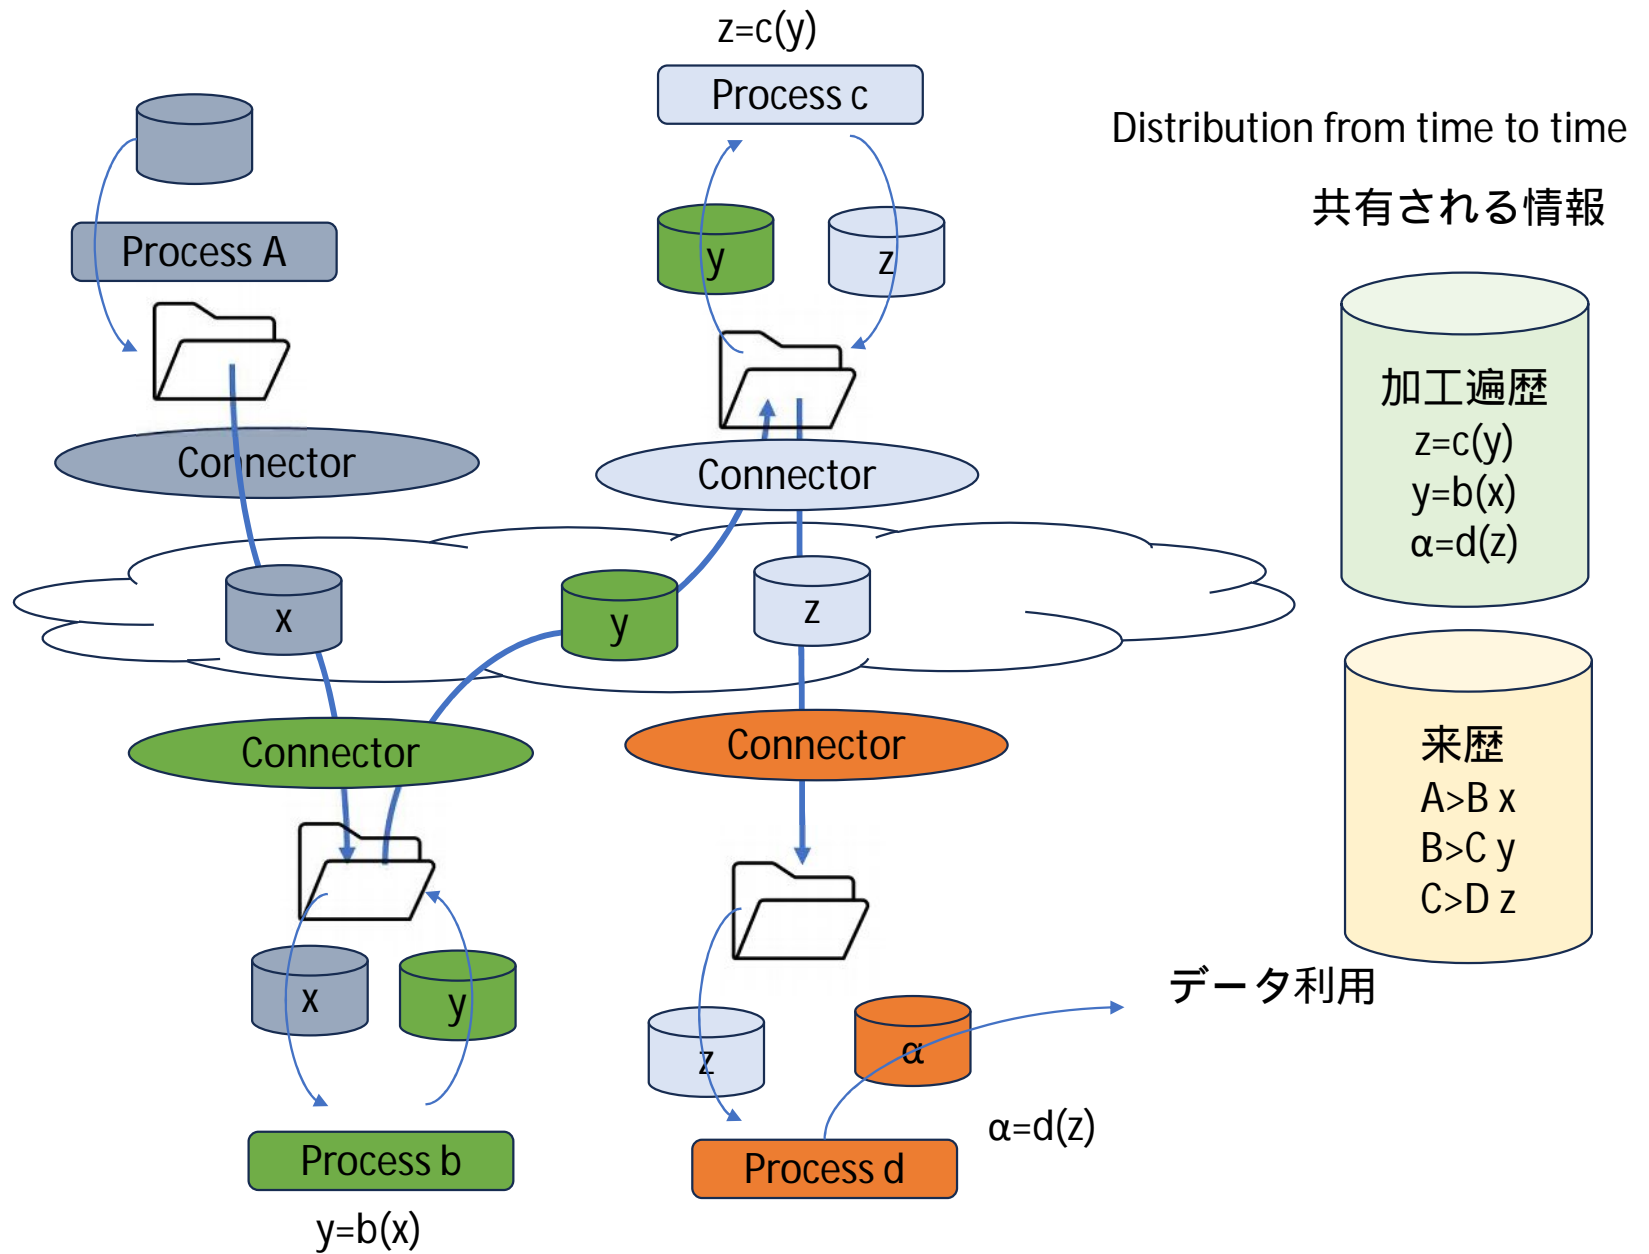 z=c(y)
Process c
Distribution from time to time
共有される情報
Process A
y
z
加工遍歴
z=c(y)
y=b(x)
α=d(z)
Connector
Connector
x
y
z
Connector
Connector
来歴
A>B x
B>C y
C>D z
データ利用
x
y
z
α
α=d(z)
Process b
Process d
y=b(x)